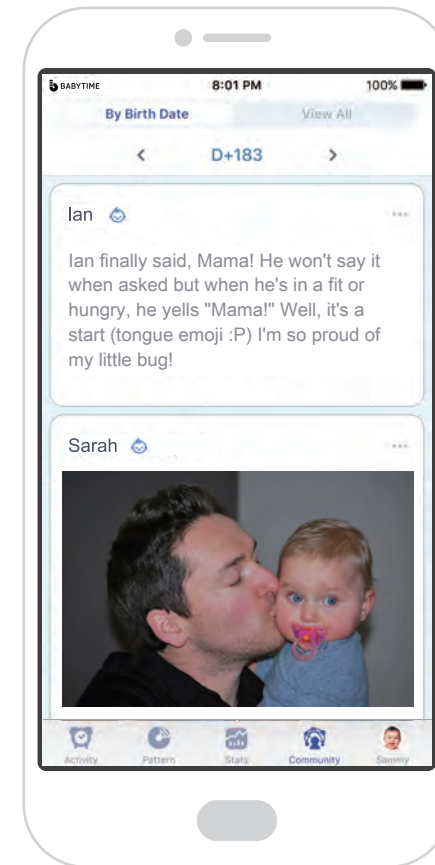 BABYTIME 8:01 PM 100%
By Birth Date View All
< D+183 >
Ian
Ian finally said, Mama! He won't say it
when asked but when he's in a fit or
hungry, he yells "Mama!" Well, it's a
start (tongue emoji :P) I'm so proud of
my little bug!
Sarah
Activity Pattern Stats Community Sammy